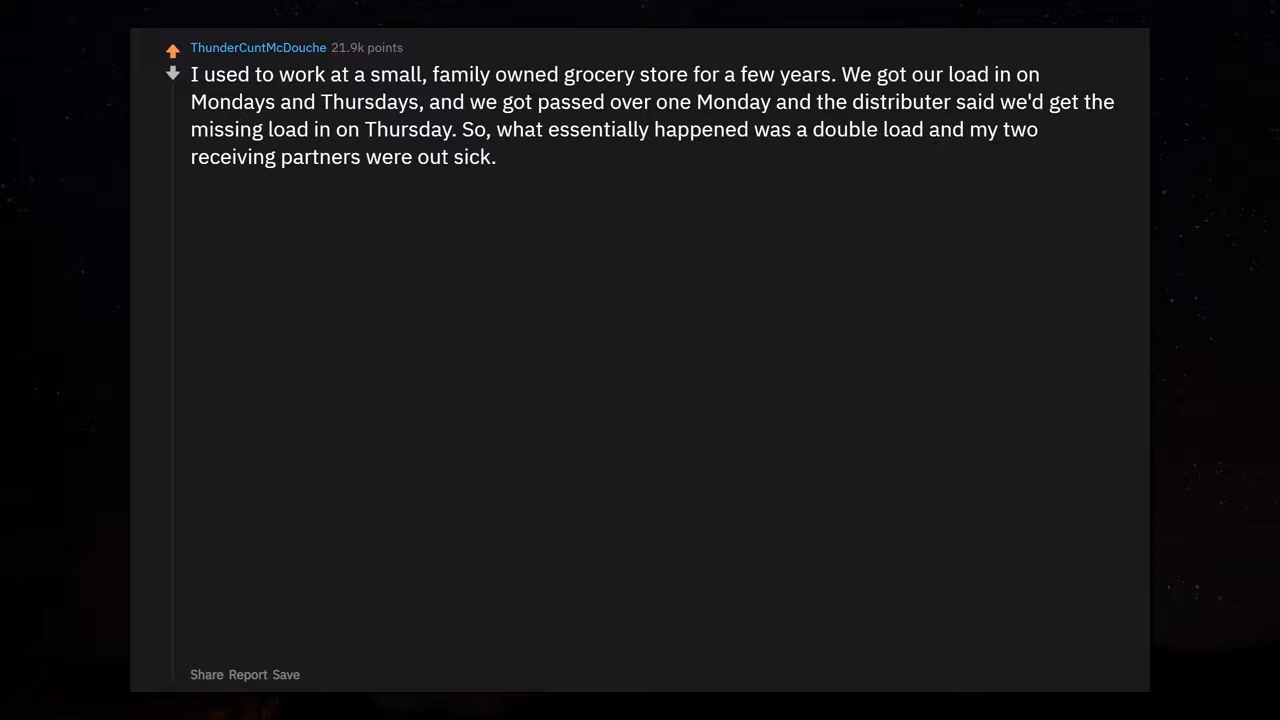 ThunderCuntMcDouche 21.9k points
I used to work at a small, family owned grocery store for a few years. We got our load in on
Mondays and Thursdays, and we got passed over one Monday and the distributer said we'd get the
missing load in on Thursday. So, what essentially happened was a double load and my two
receiving partners were out sick.
Share Report Save